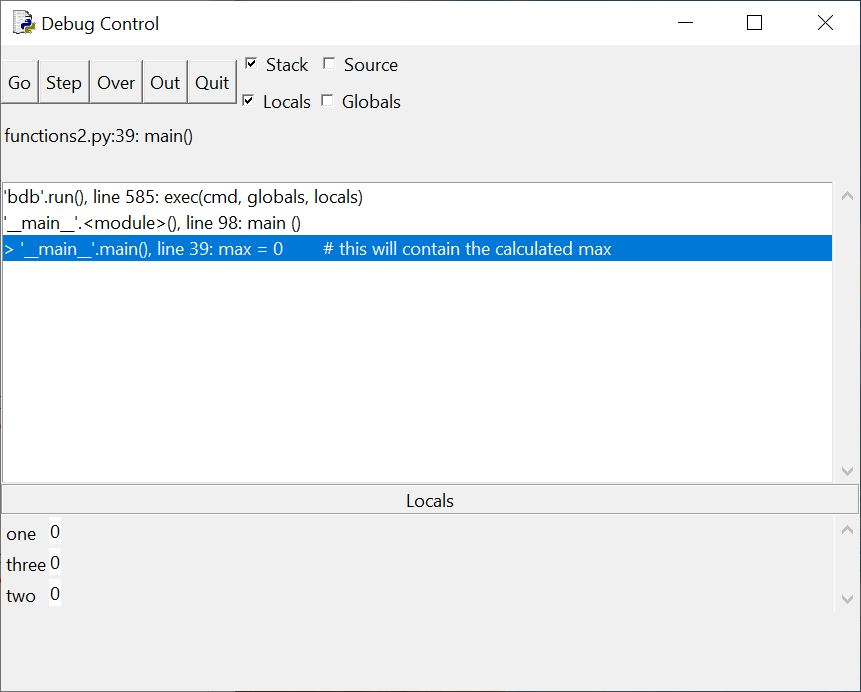 Debug Control
Go Step Over Out Quit Stack Source
Locals Globals
functions2.py:39: main()
'bdb'.run(), line 585: exec(cmd, globals, locals)
'__main__'.<module>(), line 98: main ()
> '__main__'.main(), line 39: max = 0 # this will contain the calculated max
Locals
one 0
three 0
two 0